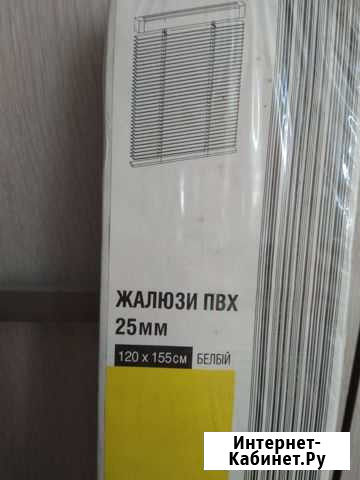 ЖАЛЮЗИ ПВХ
25мм
120 x 155см БЕЛЫЙ
Интернет-
Кабинет.Ру